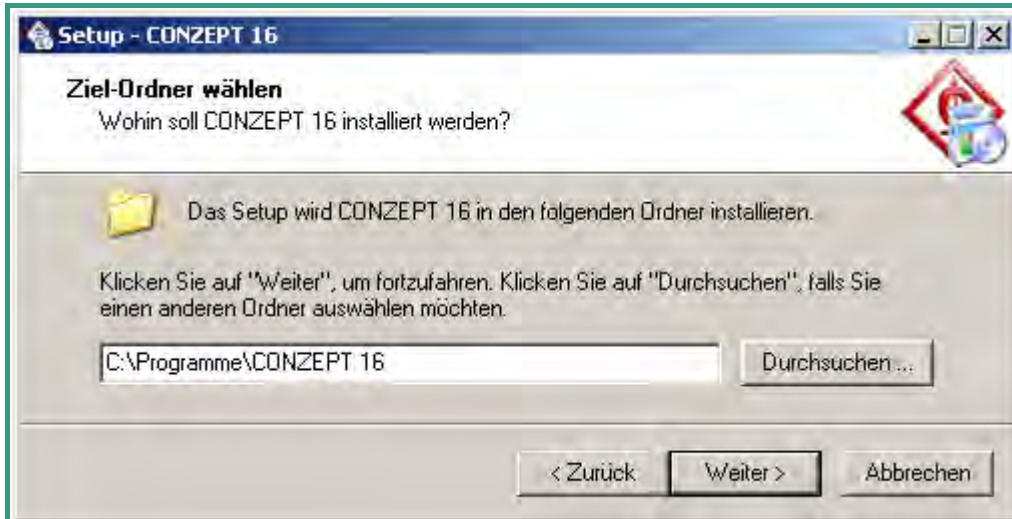 Setup - CONZEPT 16
Ziel-Ordner wählen
Wohin soll CONZEPT 16 installiert werden?
Das Setup wird CONZEPT 16 in den folgenden Ordner installieren.
Klicken Sie auf "Weiter", um fortzufahren. Klicken Sie auf "Durchsuchen", falls Sie
einen anderen Ordner auswählen möchten.
C:\Programme\CONZEPT 16
Durchsuchen ...
< Zurück
Weiter >
Abbrechen